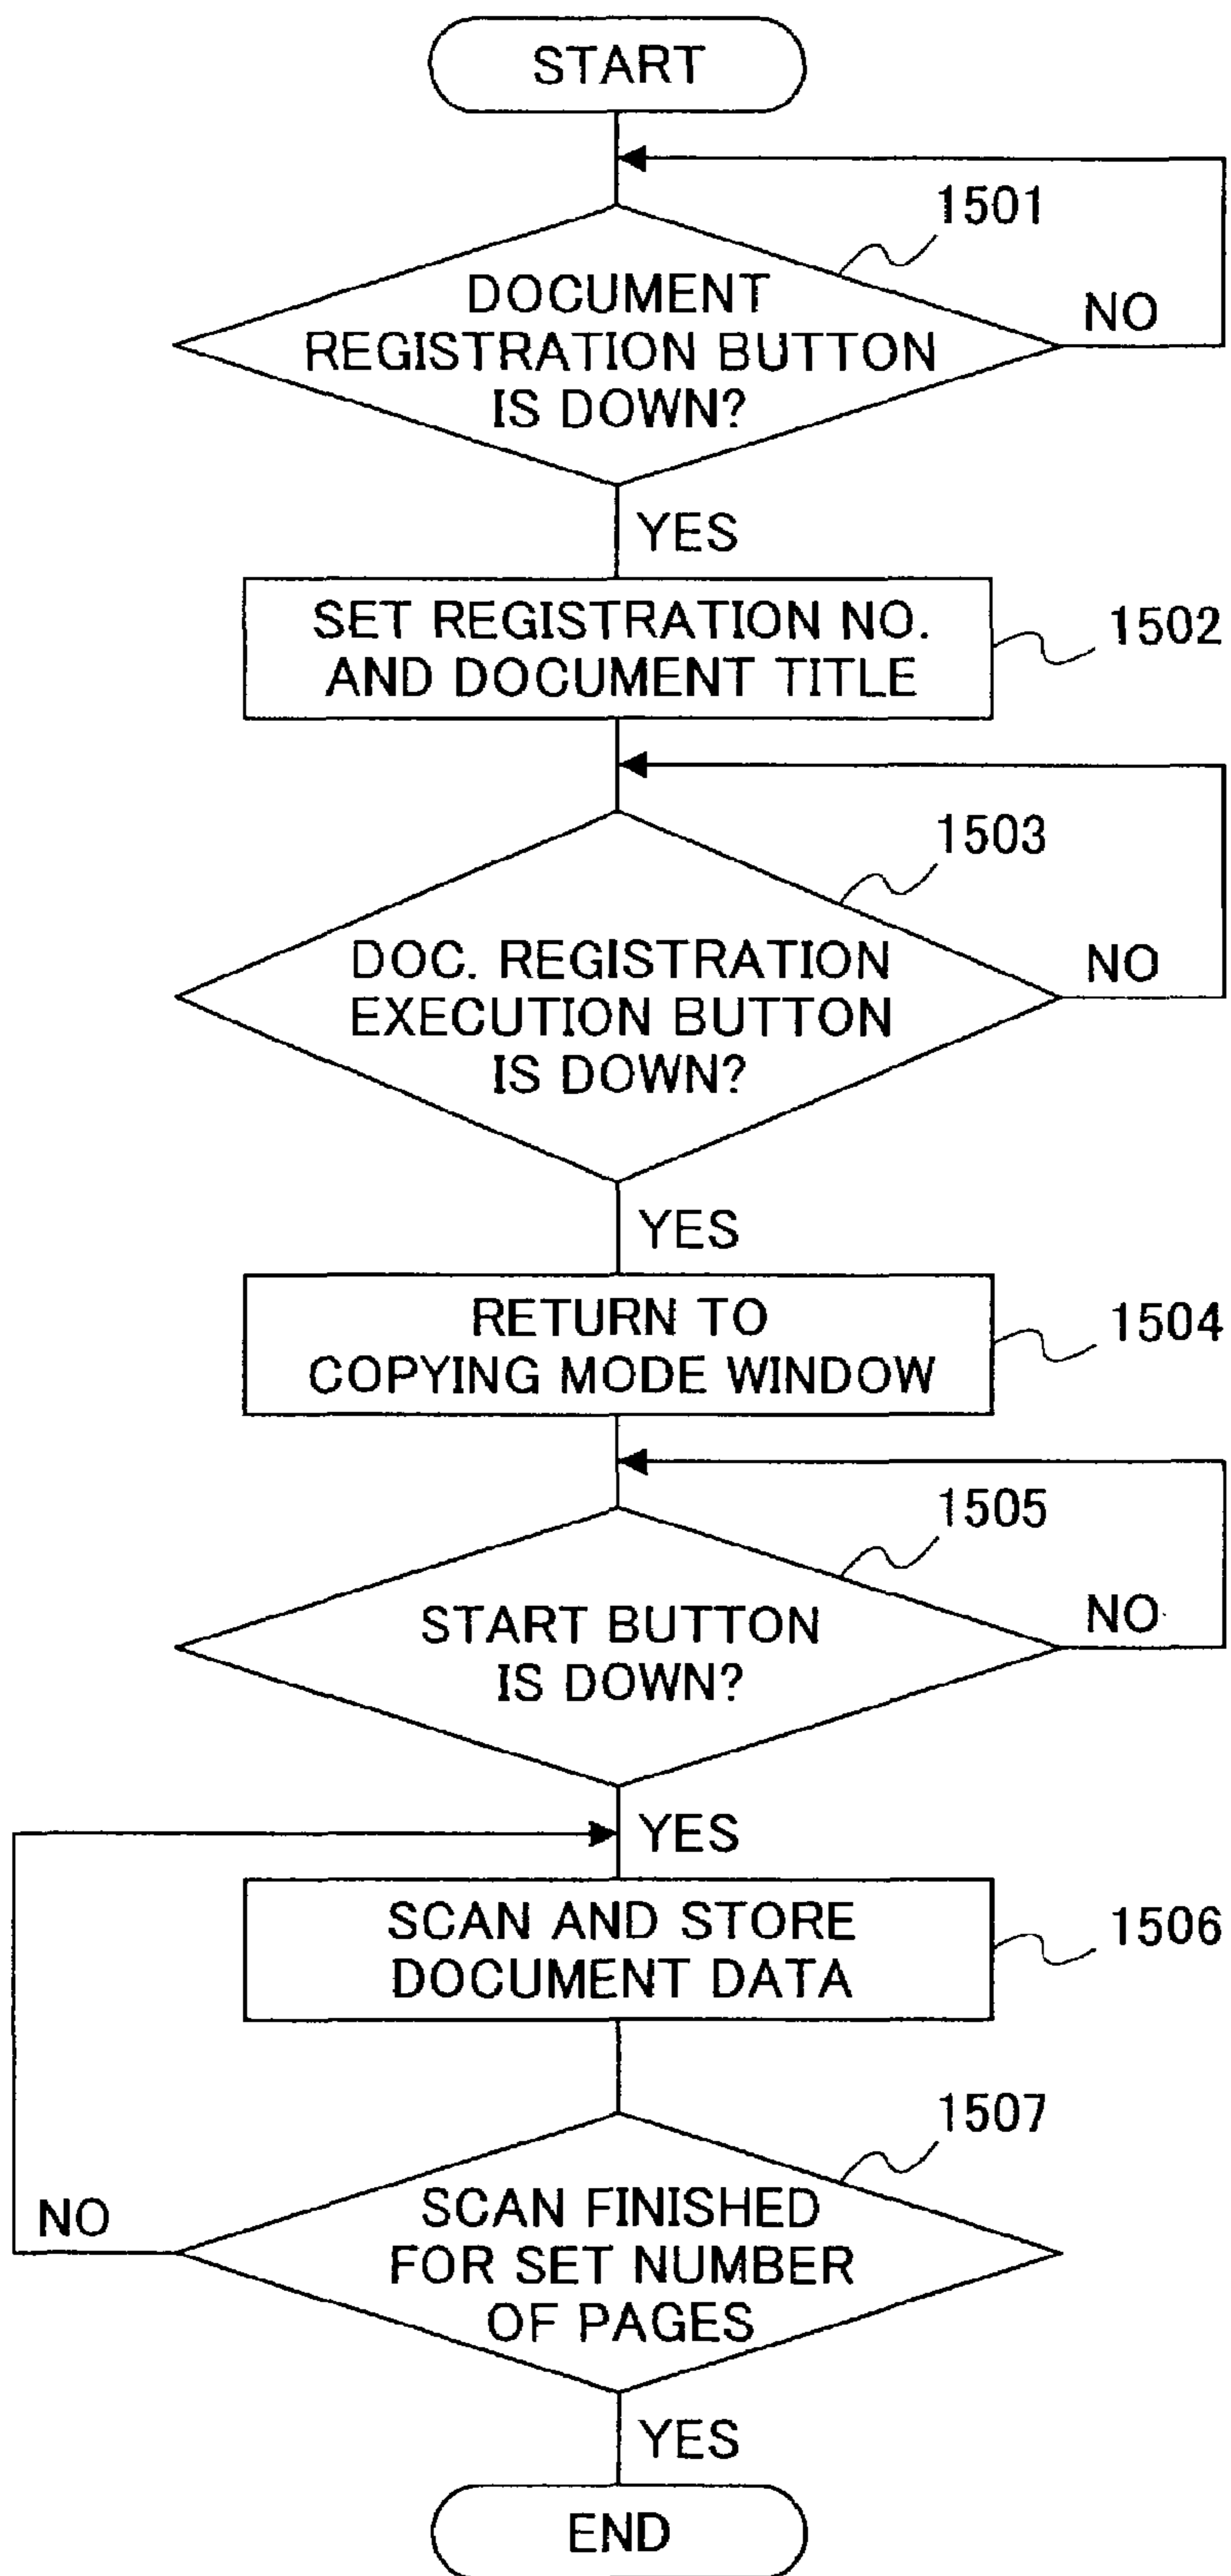 START
1501
DOCUMENT
REGISTRATION BUTTON
IS DOWN?
NO
YES
SET REGISTRATION NO.
AND DOCUMENT TITLE
1502
1503
DOC. REGISTRATION
EXECUTION BUTTON
IS DOWN?
NO
YES
RETURN TO
COPYING MODE WINDOW
1504
1505
START BUTTON
IS DOWN?
NO
YES
SCAN AND STORE
DOCUMENT DATA
1506
1507
SCAN FINISHED
FOR SET NUMBER
OF PAGES
NO
YES
END